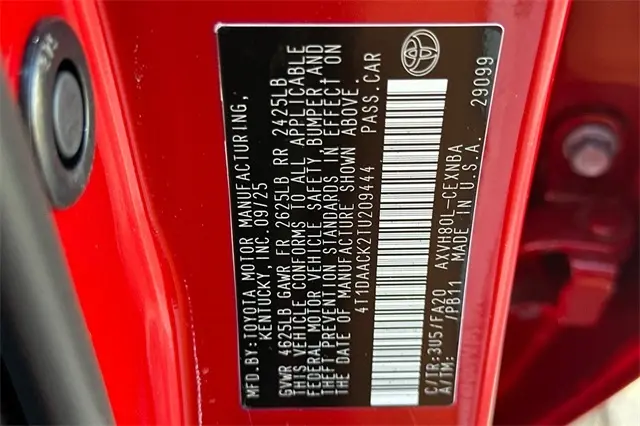 MFD.BY:TOYOTA MOTOR MANUFACTURING,
KENTUCKY, INC.09/25
GVWR 4625LB GAWR FR 2625LB RR 2425LB
THIS VEHICLE CONFORMS TO ALL APPLICABLE
FEDERAL MOTOR VEHICLE SAFETY, BUMPER AND
THEFT PREVENTION STANDARDS IN EFFECT ON
THE DATE OF MANUFACTURE SHOWN ABOVE.
4T1DAACK2TU209444 PASS.CAR
C/TR:3U5/FA20 AXVH80L-CEXNBA
A/TM: /PB11 MADE IN U.S.A. 29099